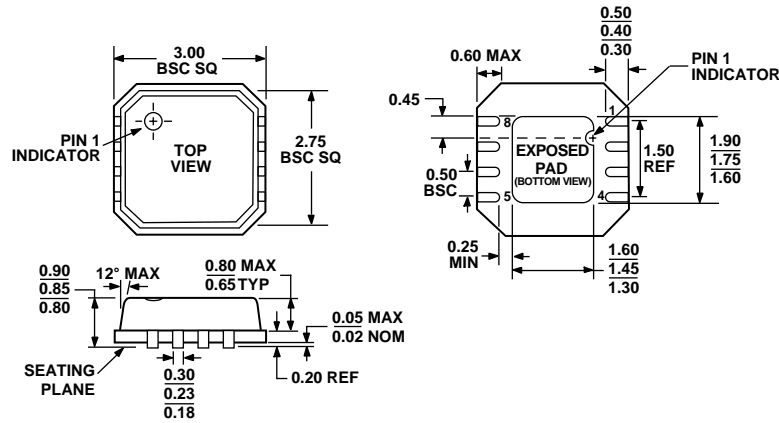 3.00
BSC SQ
PIN 1
INDICATOR
TOP
VIEW
2.75
BSC SQ
0.60 MAX
0.50
0.40
0.30
PIN 1
INDICATOR
0.45
8
1
EXPOSED
PAD
(BOTTOM VIEW)
1.50
REF
1.90
1.75
1.60
0.50
BSC
5
4
0.25
MIN
1.60
1.45
1.30
0.90
0.85
0.80
12° MAX
0.80 MAX
0.65 TYP
0.05 MAX
0.02 NOM
SEATING
PLANE
0.30
0.23
0.18
0.20 REF